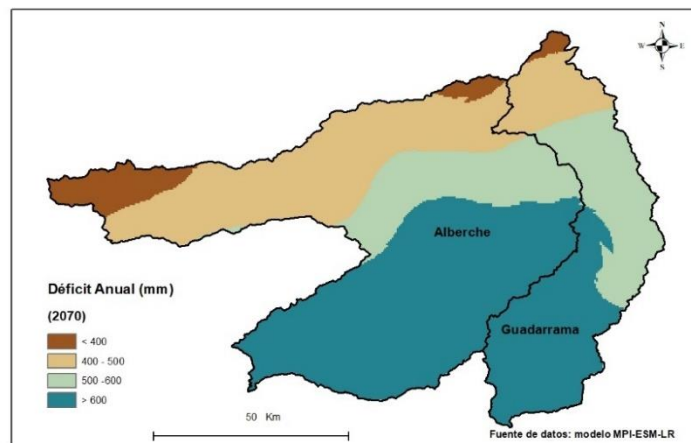 N
W E
S
Alberche
Guadarrama
Déficit Anual (mm)
(2070)
< 400
400 - 500
500 -600
> 600
50 Km
Fuente de datos: modelo MPI-ESM-LR